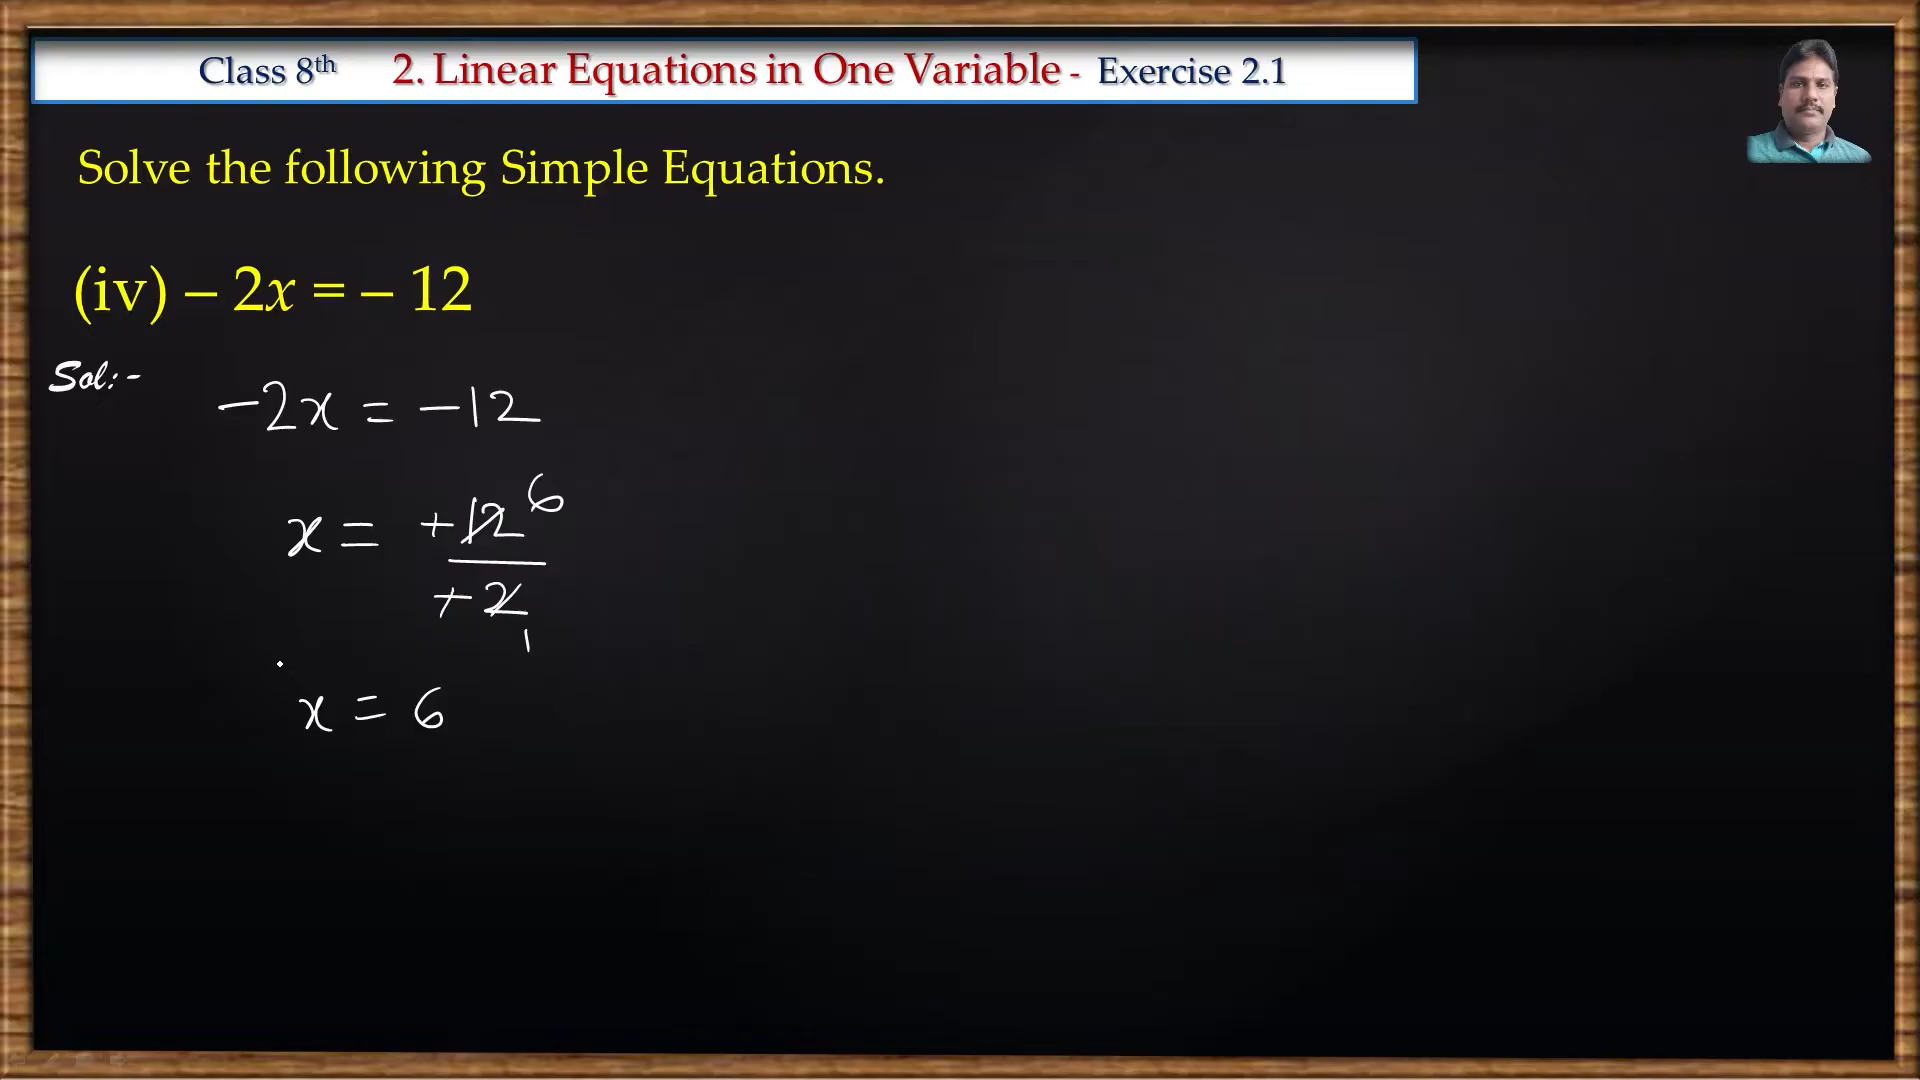 Class 8th 2. Linear Equations in One Variable - Exercise 2.1
Solve the following Simple Equations.
(iv) – 2x = – 12
Sol: -
-2x = -12
x = +12 6
+2
1
x = 6